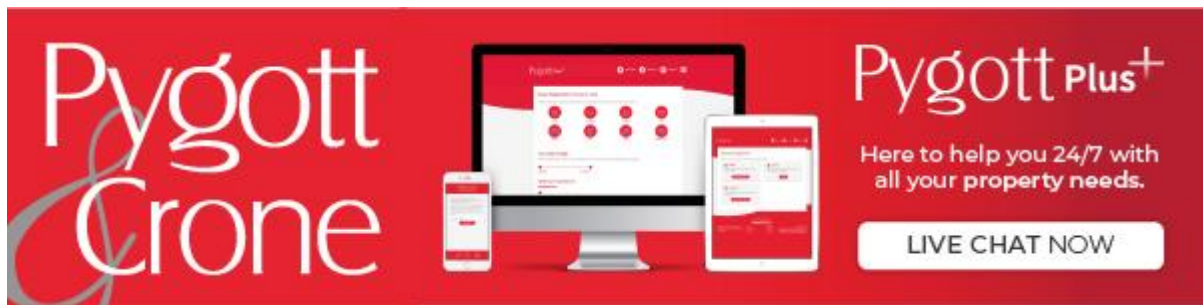 Pygott
& Crone
Pygott Plus+
Here to help you 24/7 with
all your property needs.
LIVE CHAT NOW